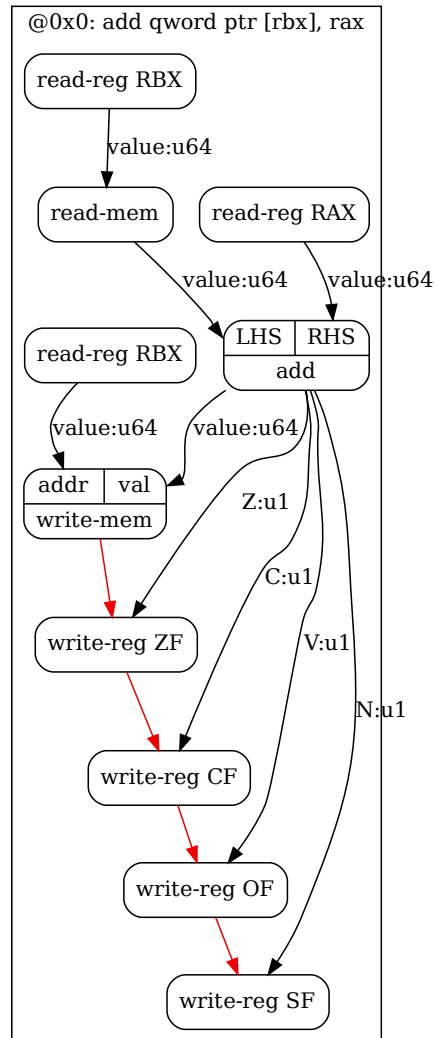 @0x0: add qword ptr [rbx], rax
read-reg RBX
value:u64
read-mem
read-reg RAX
value:u64
value:u64
LHS RHS
add
read-reg RBX
value:u64
value:u64
addr val
write-mem
Z:u1
C:u1
write-reg ZF
V:u1
N:u1
write-reg CF
write-reg OF
write-reg SF